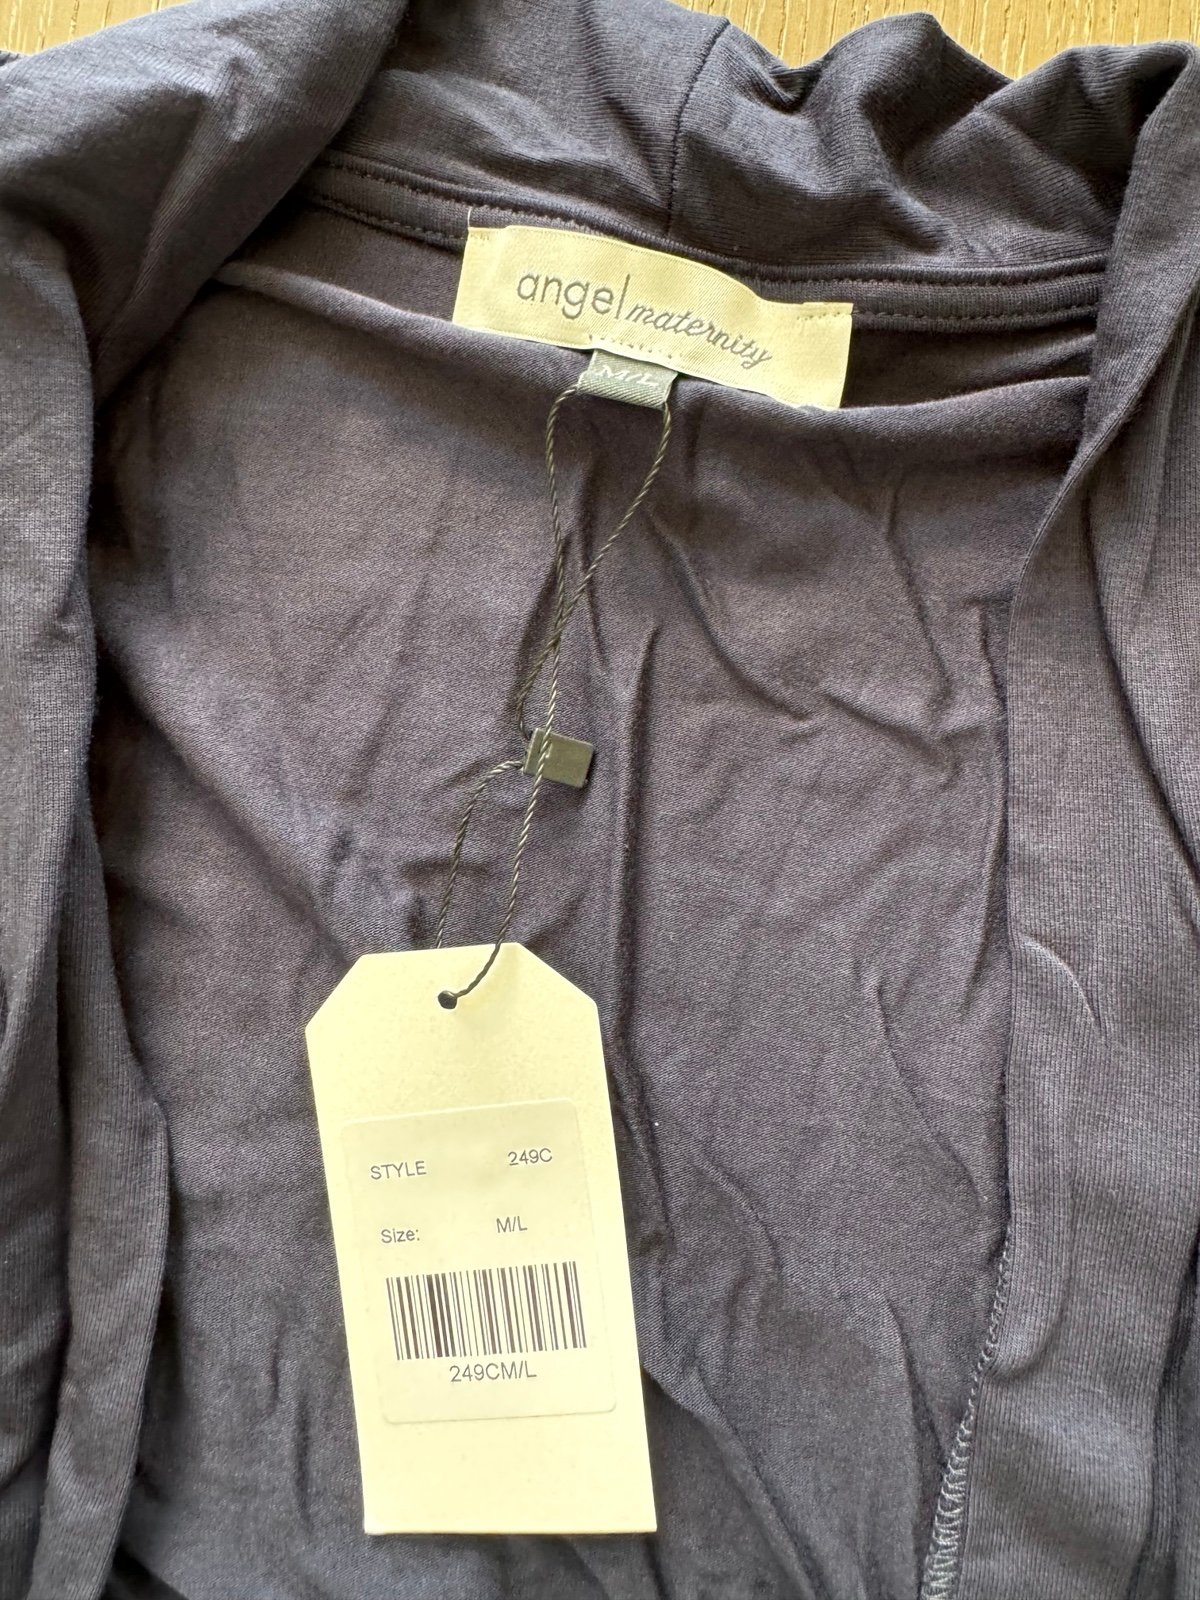 angel maternity
M/L
STYLE 249C
Size: M/L
249CM/L